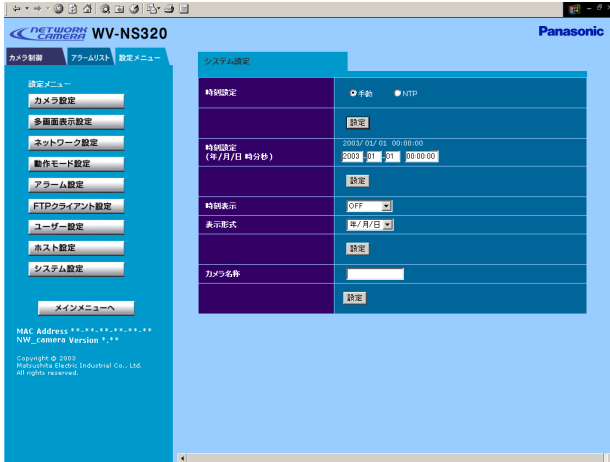 NETWORK CAMERA WV-NS320
Panasonic
カメラ制御 アラームリスト 設定メニュー
設定メニュー
カメラ設定
多画面表示設定
ネットワーク設定
動作モード設定
アラーム設定
FTPクライアント設定
ユーザー設定
ホスト設定
システム設定
メインメニューへ
MAC Address **-**-**-**-**-**
NW_camera Version *.**
Copyright © 2003
Matsushita Electric Industrial Co., Ltd.
All rights reserved.
システム設定
時刻設定 手動 NTP
設定
時刻設定
(年/月/日 時分秒)
2003/01/01 00:00:00
2003 01 01 00:00:00
設定
時刻表示 OFF
表示形式 年/月/日
設定
カメラ名称
設定